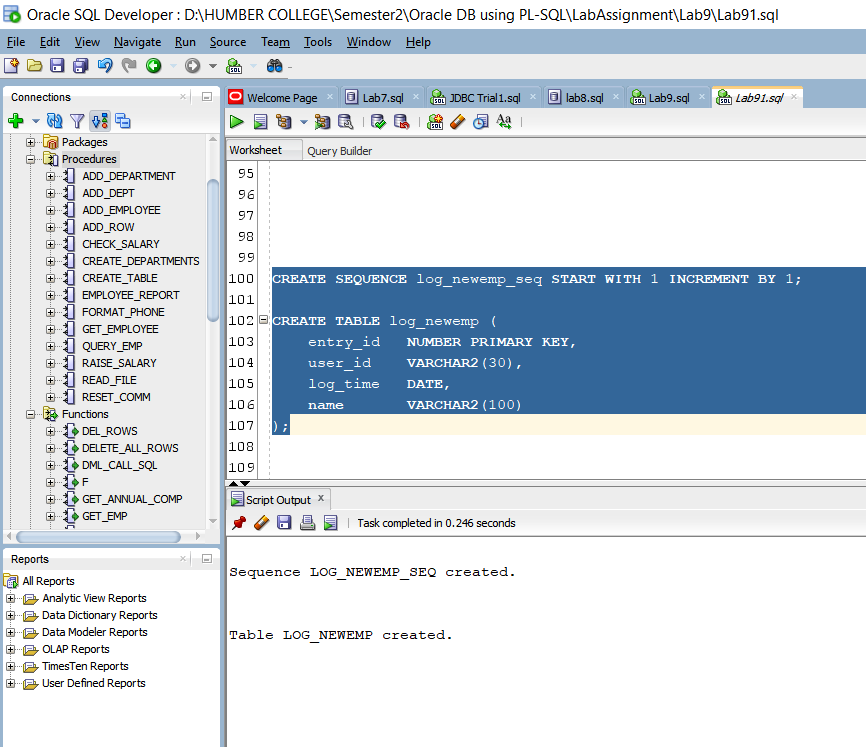 Oracle SQL Developer : D:\HUMBER COLLEGE\Semester2\Oracle DB using PL-SQL\LabAssignment\Lab9\Lab91.sql
File Edit View Navigate Run Source Team Tools Window Help
Connections
Packages
Procedures
ADD_DEPARTMENT
ADD_DEPT
ADD_EMPLOYEE
ADD_ROW
CHECK_SALARY
CREATE_DEPARTMENTS
CREATE_TABLE
EMPLOYEE_REPORT
FORMAT_PHONE
GET_EMPLOYEE
QUERY_EMP
RAISE_SALARY
READ_FILE
RESET_COMM
Functions
DEL_ROWS
DELETE_ALL_ROWS
DML_CALL_SQL
F
GET_ANNUAL_COMP
GET_EMP
Reports
All Reports
Analytic View Reports
Data Dictionary Reports
Data Modeler Reports
OLAP Reports
TimesTen Reports
User Defined Reports
Welcome Page Lab7.sql JDBC Trial1.sql lab8.sql Lab9.sql Lab91.sql
Worksheet Query Builder
95
96
97
98
99
100 CREATE SEQUENCE log_newemp_seq START WITH 1 INCREMENT BY 1;
101
102 CREATE TABLE log_newemp (
103 entry_id NUMBER PRIMARY KEY,
104 user_id VARCHAR2(30),
105 log_time DATE,
106 name VARCHAR2(100)
107 );
108
109
Script Output
Task completed in 0.246 seconds
Sequence LOG_NEWEMP_SEQ created.
Table LOG_NEWEMP created.